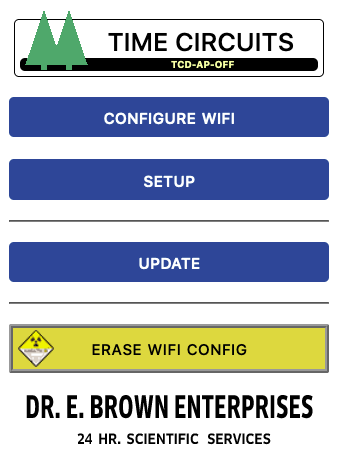 TIME CIRCUITS
TCD-AP-OFF
CONFIGURE WIFI
SETUP
UPDATE
ERASE WIFI CONFIG
DR. E. BROWN ENTERPRISES
24 HR. SCIENTIFIC SERVICES